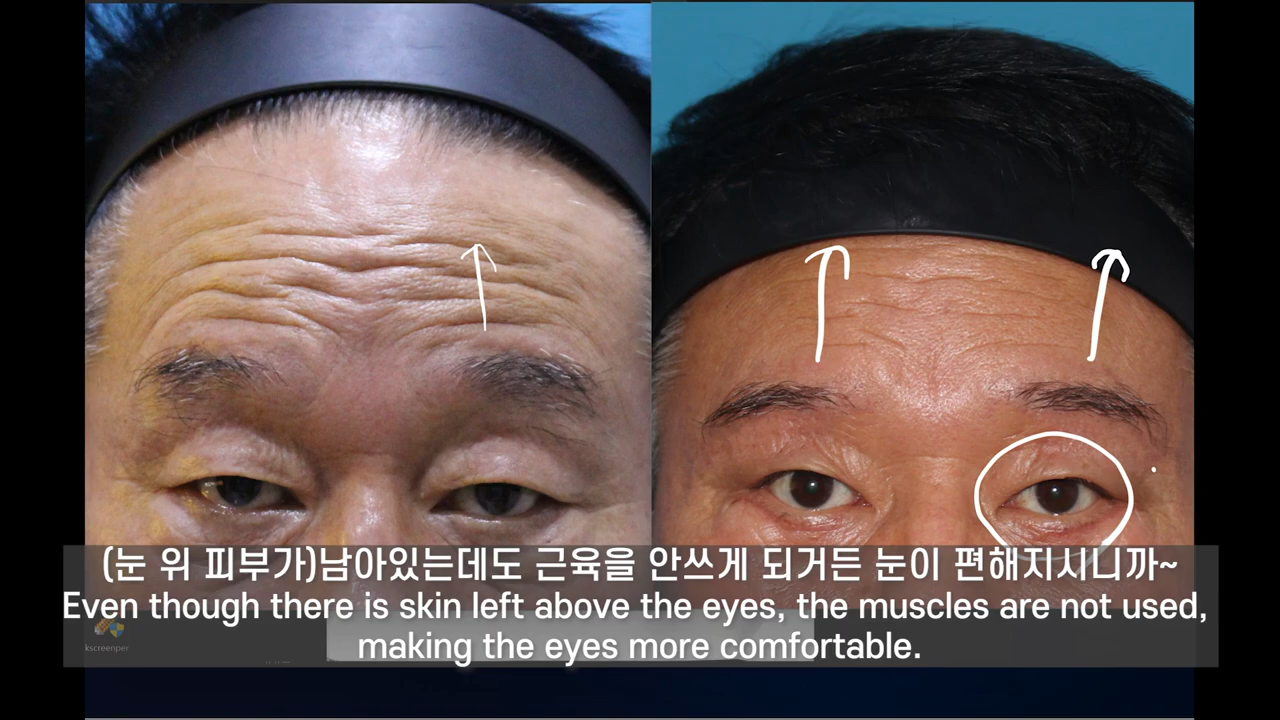 (눈 위 피부가)남아있는데도 근육을 안쓰게 되거든 눈이 편해지시니까~
Even though there is skin left above the eyes, the muscles are not used,
making the eyes more comfortable.
kscreenper